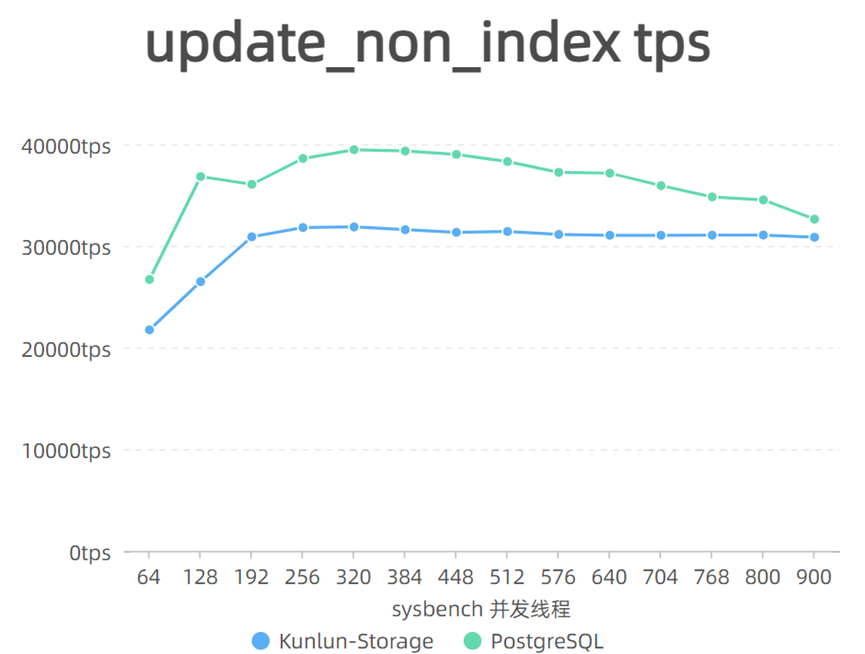 update_non_index tps
40000tps
30000tps
20000tps
10000tps
0tps
64 128 192 256 320 384 448 512 576 640 704 768 800 900
sysbench 并发线程
Kunlun-Storage PostgreSQL